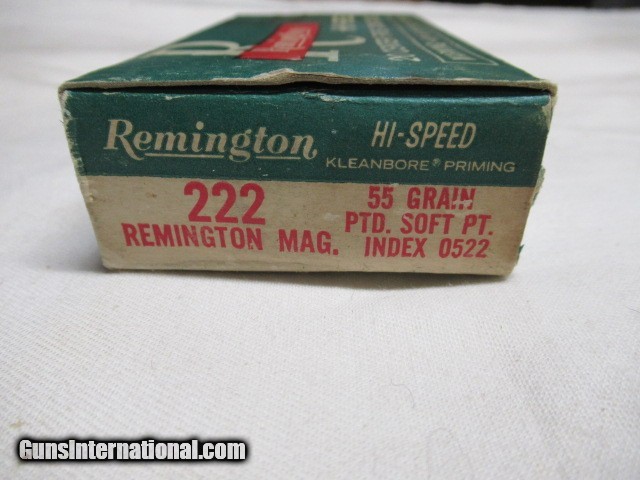 Remington
HI-SPEED
KLEANBORE® PRIMING
222
REMINGTON MAG.
55 GRAIN
PTD. SOFT PT.
INDEX 0522
GunsInternational.com